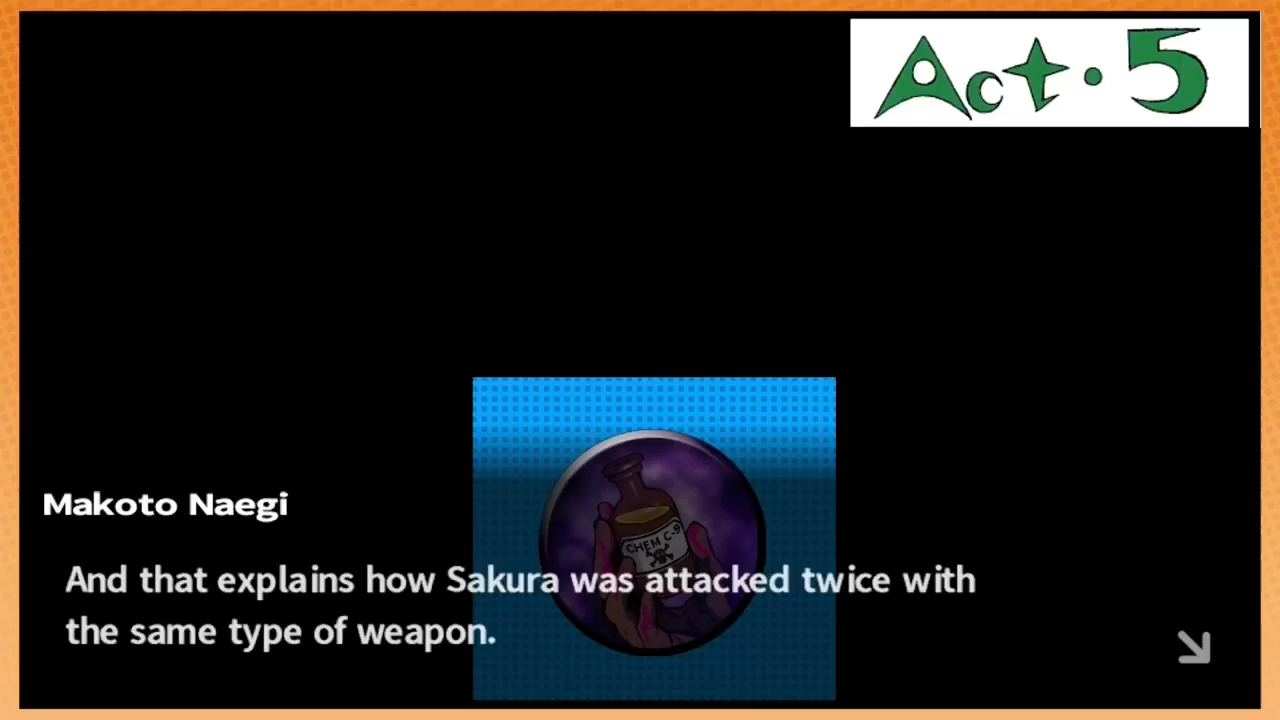 Act·5
CHEM C-9
Makoto Naegi
And that explains how Sakura was attacked twice with
the same type of weapon.